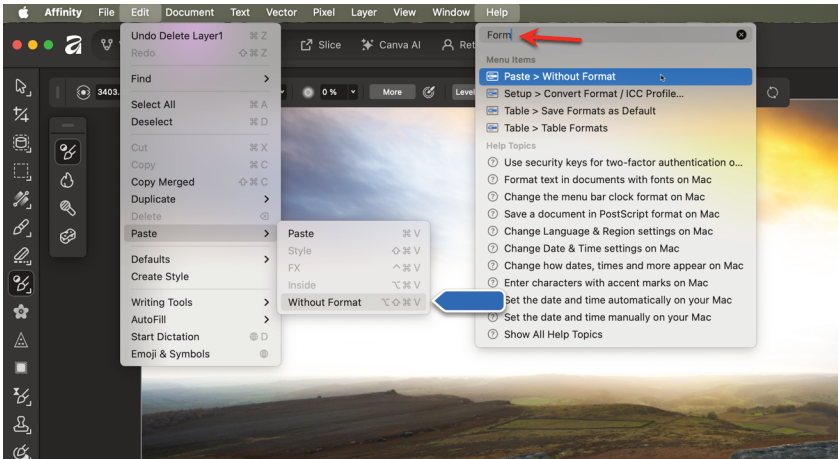 Affinity File Edit Document Text Vector Pixel Layer View Window Help
Undo Delete Layer1 ⌘ Z
Redo ⇧ ⌘ Z
Find
Select All ⌘ A
Deselect ⌘ D
Cut ⌘ X
Copy ⌘ C
Copy Merged ⇧ ⌘ C
Duplicate
Delete ⌫
Paste
Defaults
Create Style
Writing Tools
AutoFill
Start Dictation D
Emoji & Symbols
Paste ⌘ V
Style ⇧ ⌘ V
FX ^ ⌘ V
Inside ⌥ ⌘ V
Without Format ⌥ ⇧ ⌘ V
Slice Canva AI Ret
3403. 0 % More Level
Form
Menu Items
Paste > Without Format
Setup > Convert Format / ICC Profile...
Table > Save Formats as Default
Table > Table Formats
Help Topics
Use security keys for two-factor authentication o...
Format text in documents with fonts on Mac
Change the menu bar clock format on Mac
Save a document in PostScript format on Mac
Change Language & Region settings on Mac
Change Date & Time settings on Mac
Change how dates, times and more appear on Mac
Enter characters with accent marks on Mac
Set the date and time automatically on your Mac
Set the date and time manually on your Mac
Show All Help Topics